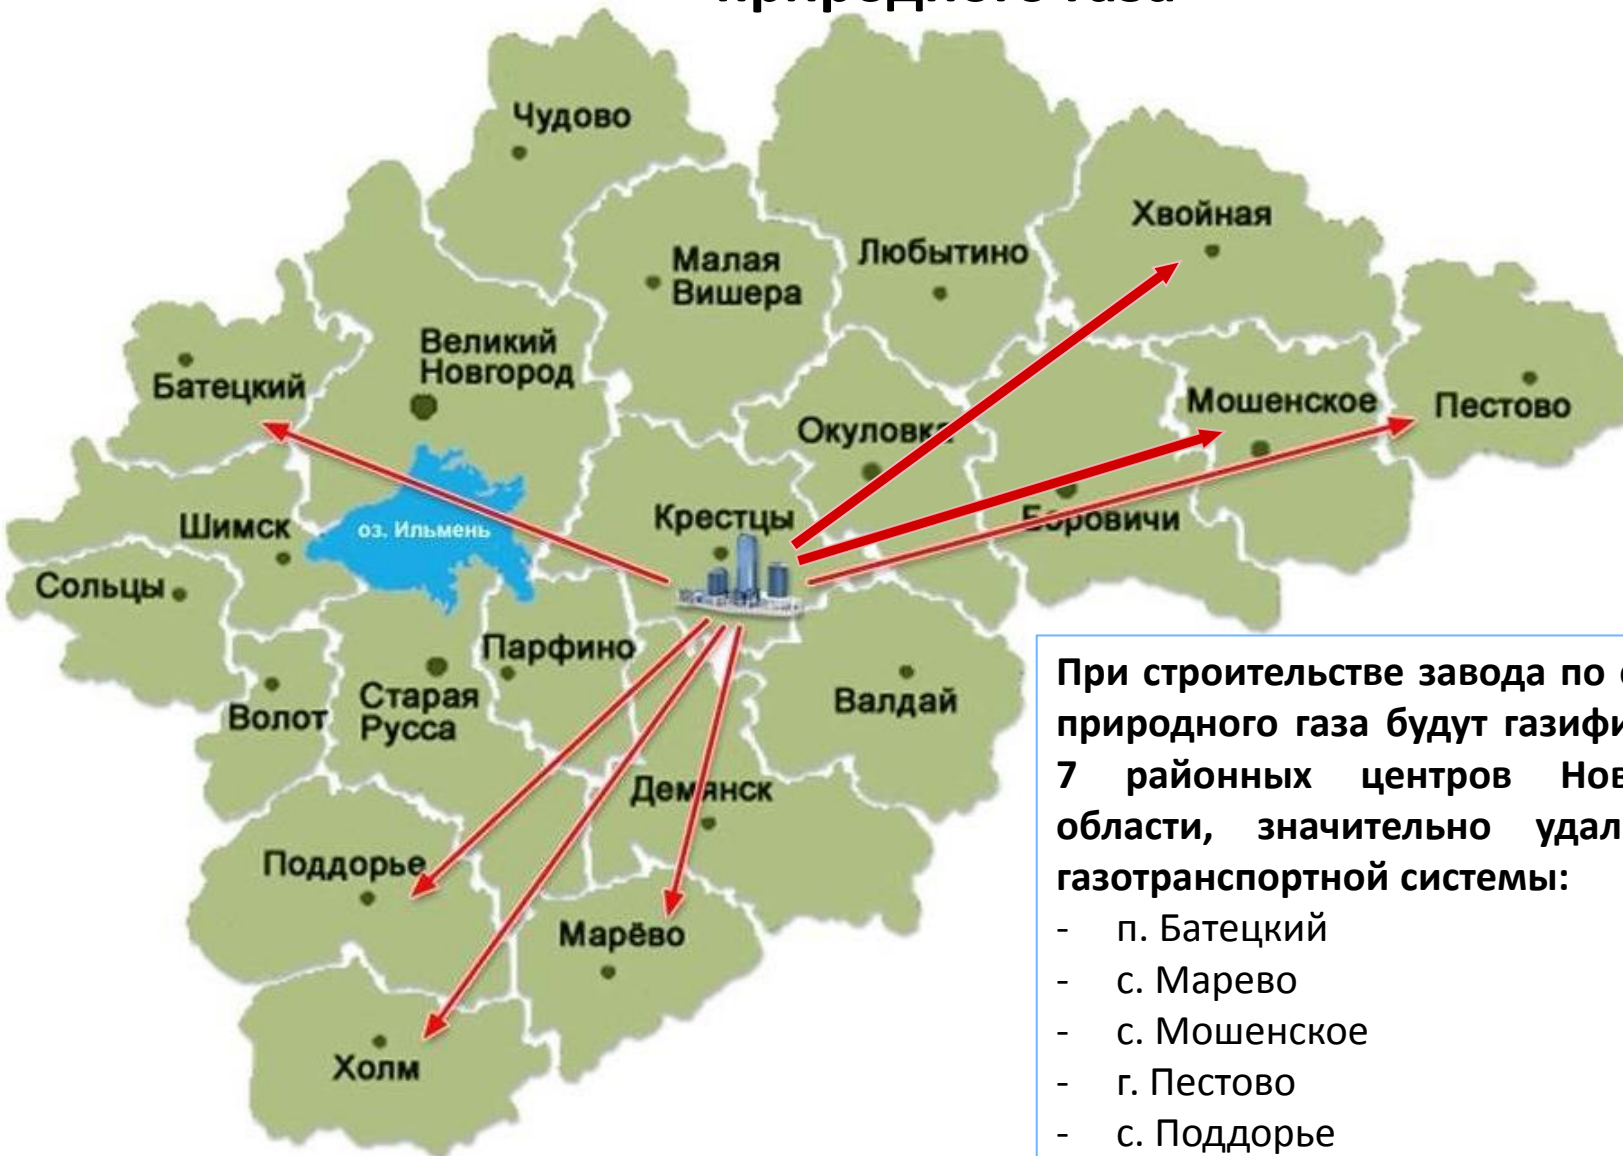 природного газа
Чудово
Хвойная
Любытино
Малая
Вишера
Великий
Новгород
Батецкий
Мошенское
Пестово
Окуловка
Крестцы
Боровичи
Шимск
оз. Ильмень
Сольцы
Парфино
Старая
Русса
Валдай
Волот
Демянск
Поддорье
Марёво
Холм
При строительстве завода по
природного газа будут газифи
7 районных центров Нов
области, значительно удал
газотранспортной системы:
- п. Батецкий
- с. Марево
- с. Мошенское
- г. Пестово
- с. Поддорье